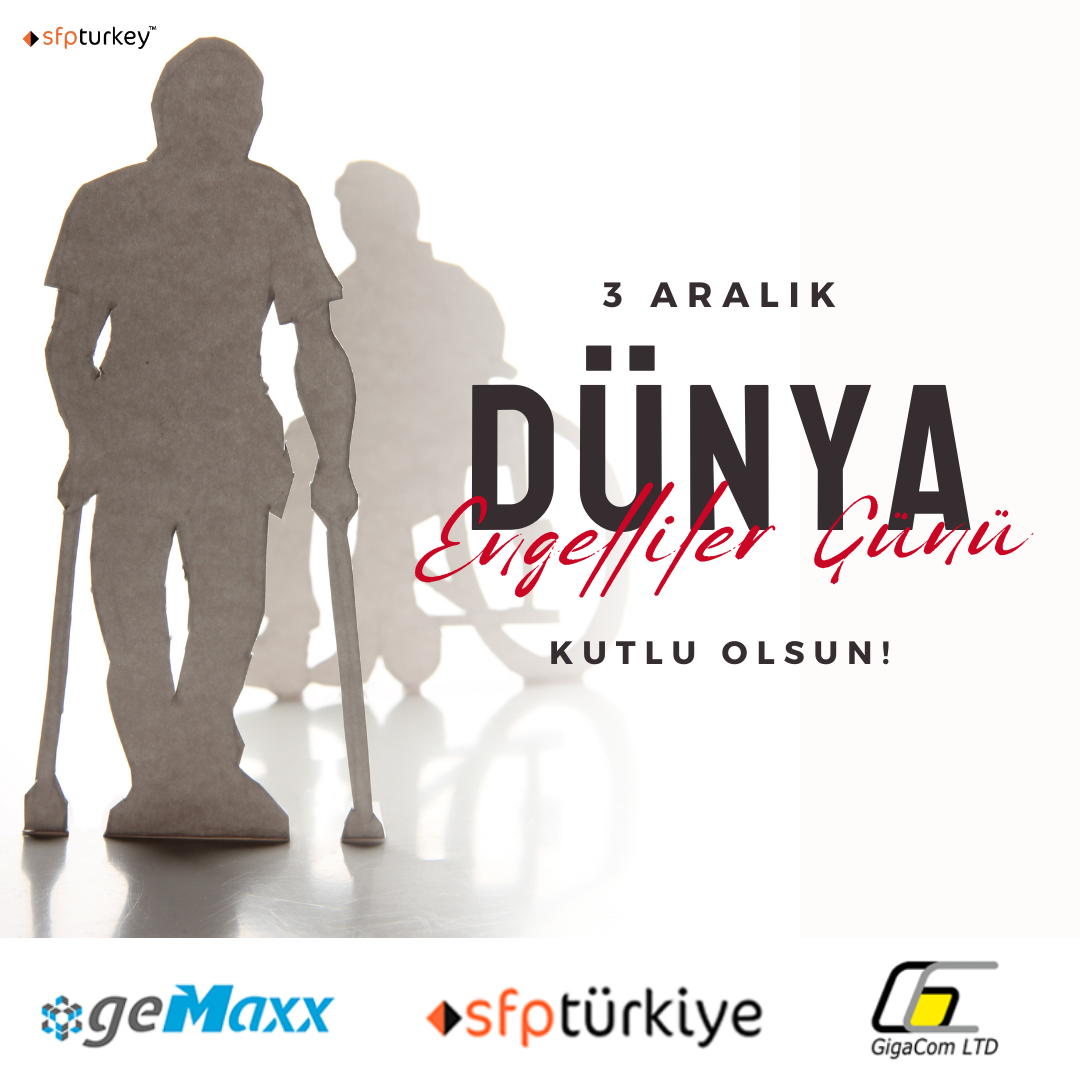 sfpturkey™
3 ARALIK
DÜNYA
Engelliler Günü
KUTLU OLSUN!
geMaxx
sfptürkiye
GigaCom LTD